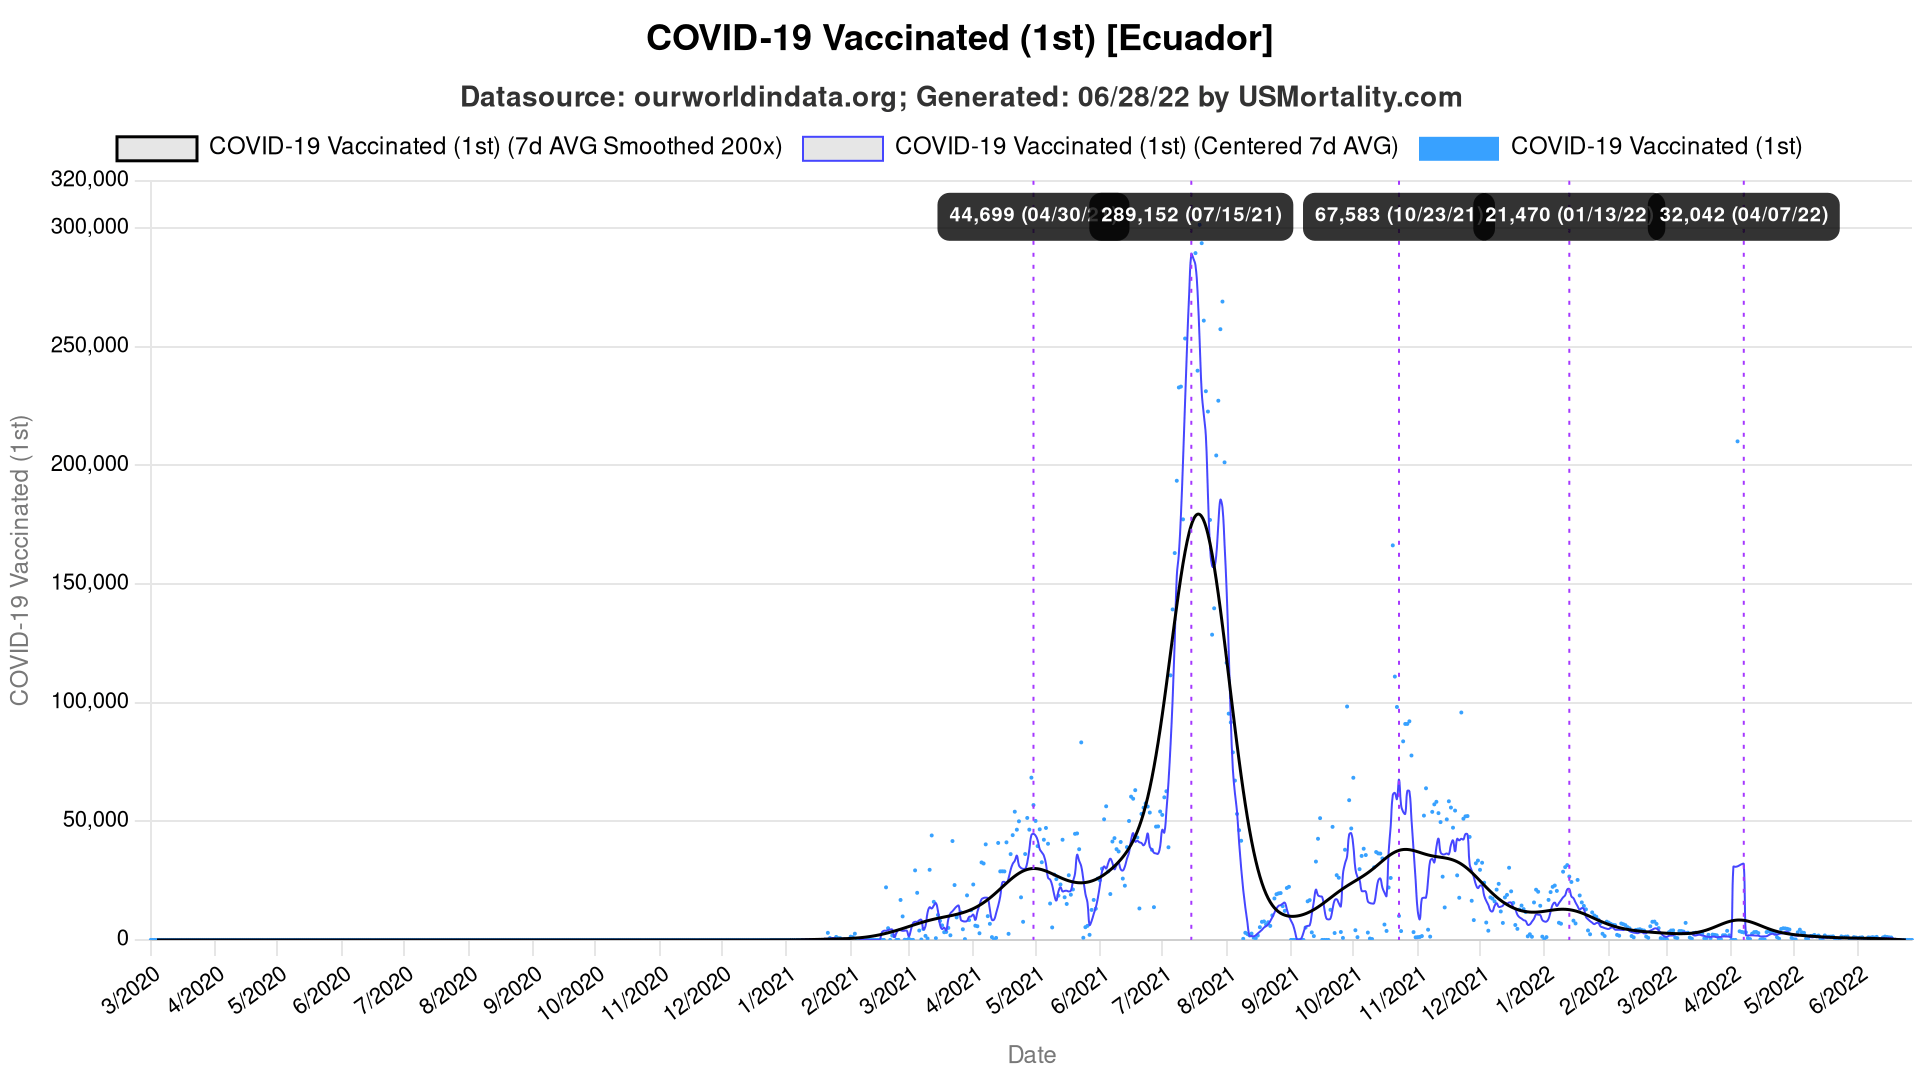 COVID-19 Vaccinated (1st) [Ecuador]
Datasource: ourworldindata.org; Generated: 06/28/22 by USMortality.com
COVID-19 Vaccinated (1st) (7d AVG Smoothed 200x) COVID-19 Vaccinated (1st) (Centered 7d AVG) COVID-19 Vaccinated (1st)
320,000
44,699 (04/30/ 289,152 (07/15/21) 67,583 (10/23/21) 21,470 (01/13/22) 32,042 (04/07/22)
300,000
250,000
200,000
150,000
100,000
50,000
0
COVID-19 Vaccinated (1st)
3/2020 4/2020 5/2020 6/2020 7/2020 8/2020 9/2020 10/2020 11/2020 12/2020 1/2021 2/2021 3/2021 4/2021 5/2021 6/2021 7/2021 8/2021 9/2021 10/2021 11/2021 12/2021 1/2022 2/2022 3/2022 4/2022 5/2022 6/2022
Date